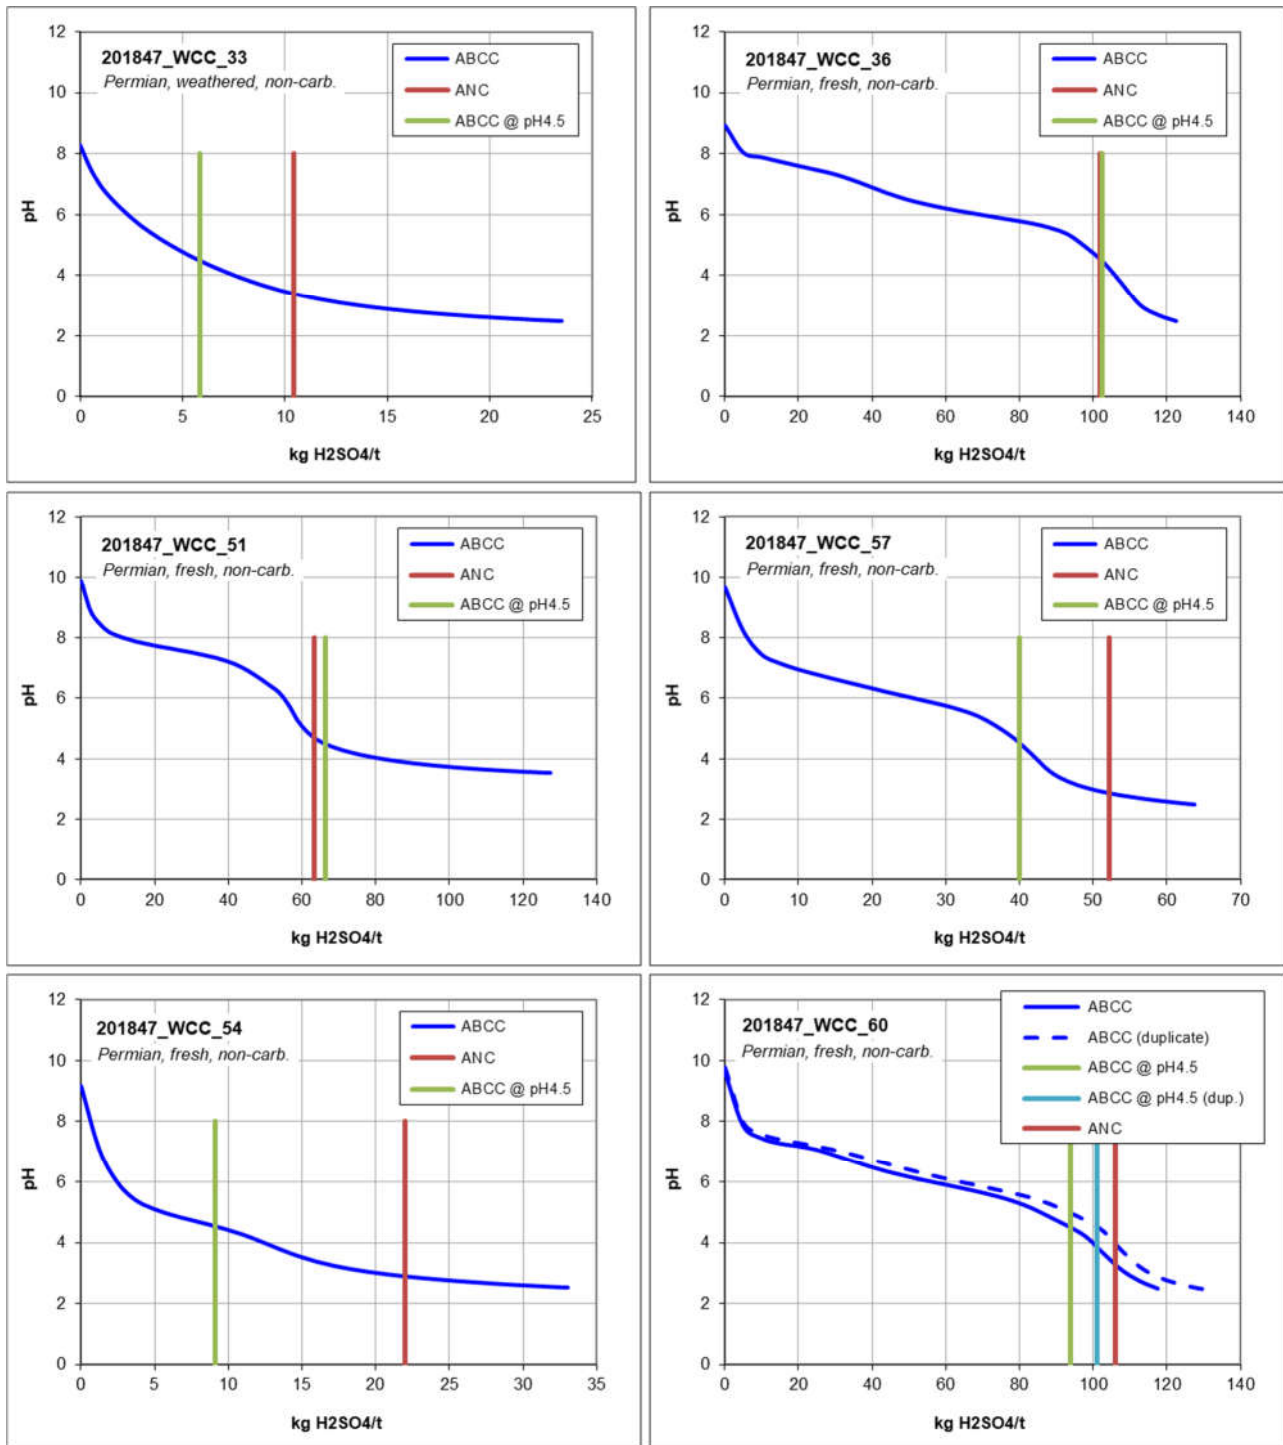 201847_WCC_33
Permian, weathered, non-carb.
ABCC
ANC
ABCC @ pH4.5
pH
12
10
8
6
4
2
0
0 5 10 15 20 25
kg H2SO4/t
201847_WCC_36
Permian, fresh, non-carb.
ABCC
ANC
ABCC @ pH4.5
pH
12
10
8
6
4
2
0
0 20 40 60 80 100 120 140
kg H2SO4/t
201847_WCC_51
Permian, fresh, non-carb.
ABCC
ANC
ABCC @ pH4.5
pH
12
10
8
6
4
2
0
0 20 40 60 80 100 120 140
kg H2SO4/t
201847_WCC_57
Permian, fresh, non-carb.
ABCC
ANC
ABCC @ pH4.5
pH
12
10
8
6
4
2
0
0 10 20 30 40 50 60 70
kg H2SO4/t
201847_WCC_54
Permian, fresh, non-carb.
ABCC
ANC
ABCC @ pH4.5
pH
12
10
8
6
4
2
0
0 5 10 15 20 25 30 35
kg H2SO4/t
201847_WCC_60
Permian, fresh, non-carb.
ABCC
ABCC (duplicate)
ABCC @ pH4.5
ABCC @ pH4.5 (dup.)
ANC
pH
12
10
8
6
4
2
0
0 20 40 60 80 100 120 140
kg H2SO4/t